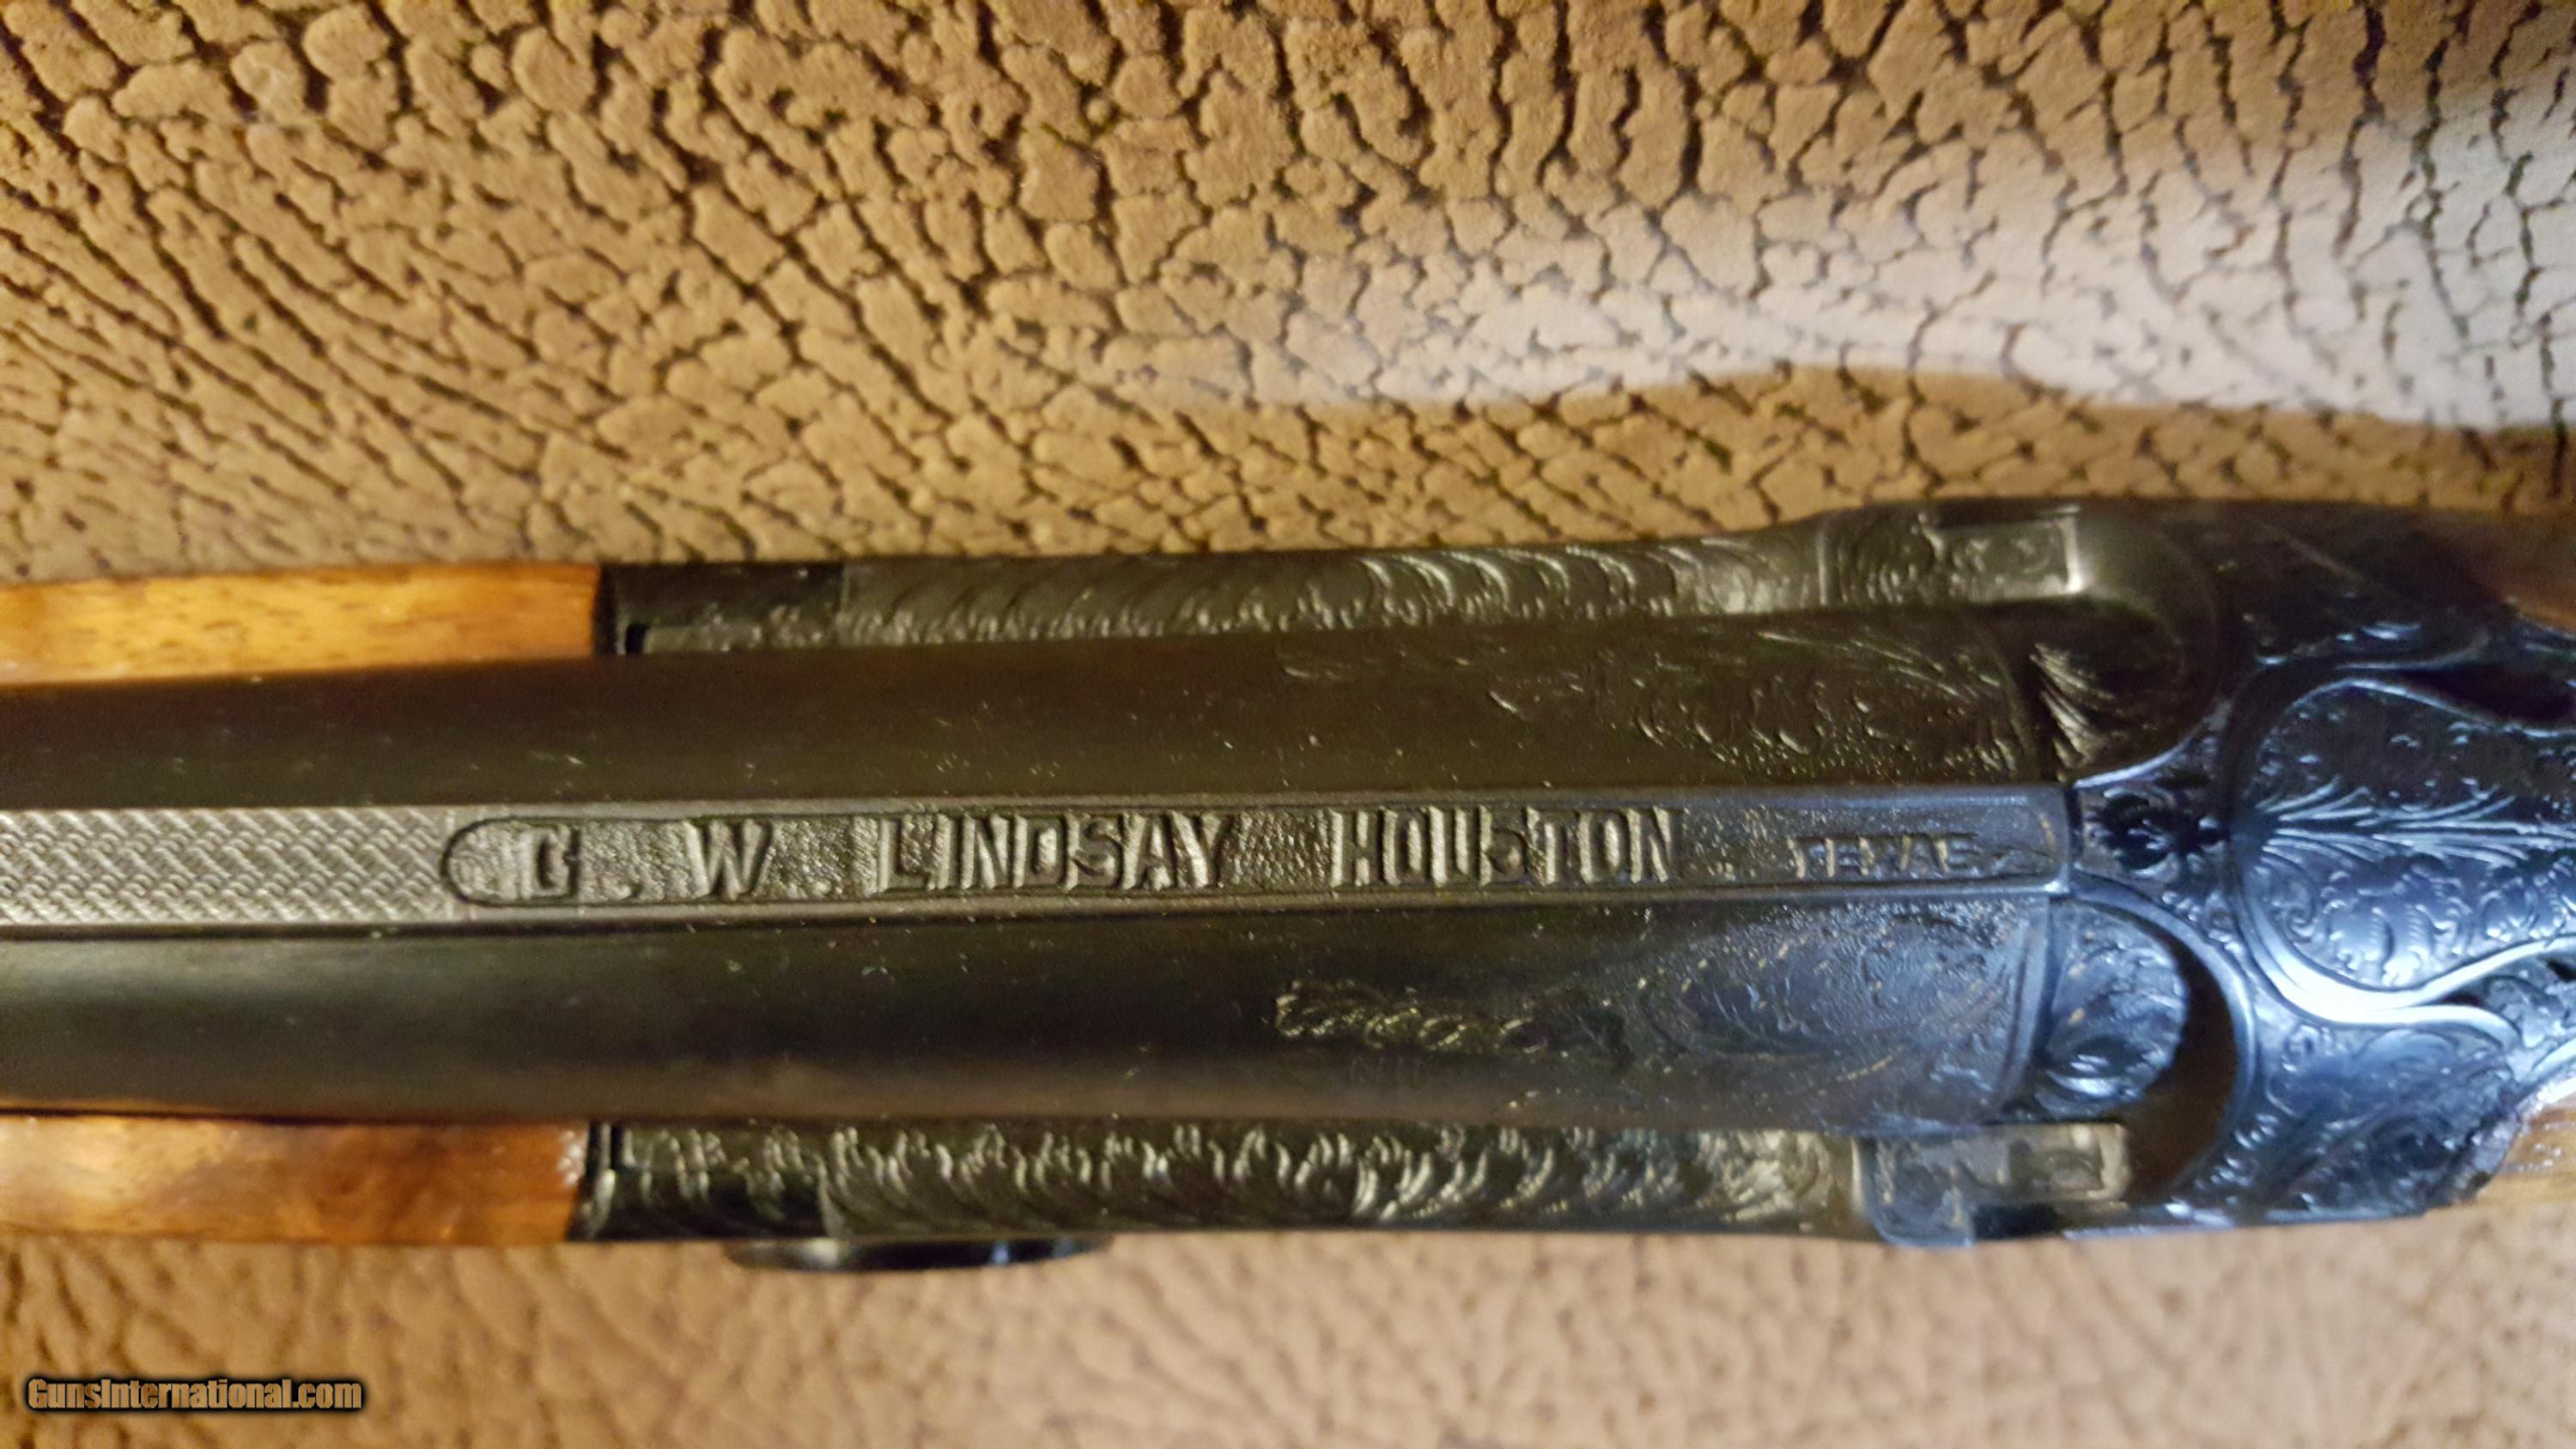 C. W. LINDSAY HOUSTON TEXAS
GunsInternational.com